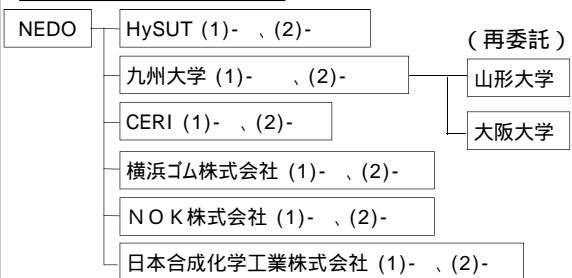 NEDO
HySUT (1)-　、(2)-
(再委託)
九州大学 (1)-　、(2)-
山形大学
CERI (1)-　、(2)-
大阪大学
横浜ゴム株式会社 (1)-　、(2)-
ＮＯＫ株式会社 (1)-　、(2)-
日本合成化学工業株式会社 (1)-　、(2)-